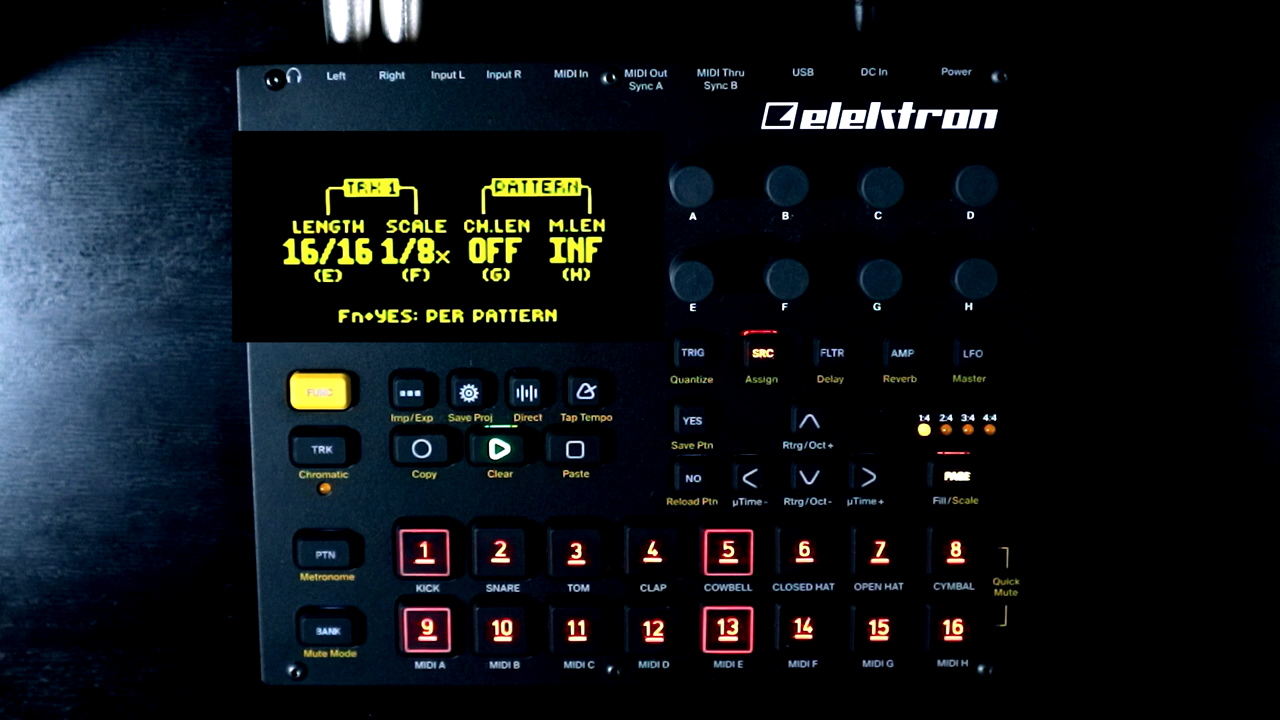 Left Right Input L Input R MIDI In MIDI Out MIDI Thru USB DC In Power
Sync A Sync B
elektron
TRK 1 PATTERN
LENGTH SCALE CH.LEN M.LEN
16/16 1/8x OFF INF
(E) (F) (G) (H)
Fn+YES: PER PATTERN
A B C D
E F G H
TRIG SRC FLTR AMP LFO
Quantize Assign Delay Reverb Master
FUNC
Imp/Exp Save Proj Direct Tap Tempo
YES
Save Ptn
Rtrg/Oct+
1:4 2:4 3:4 4:4
TRK
Chromatic
Copy Clear Paste
NO
Reload Ptn µTime- Rtrg/Oct- µTime+
PAGE
Fill/Scale
PTN
Metronome
1 2 3 4 5 6 7 8
KICK SNARE TOM CLAP COWBELL CLOSED HAT OPEN HAT CYMBAL
Quick
Mute
BANK
Mute Mode
9 10 11 12 13 14 15 16
MIDI A MIDI B MIDI C MIDI D MIDI E MIDI F MIDI G MIDI H